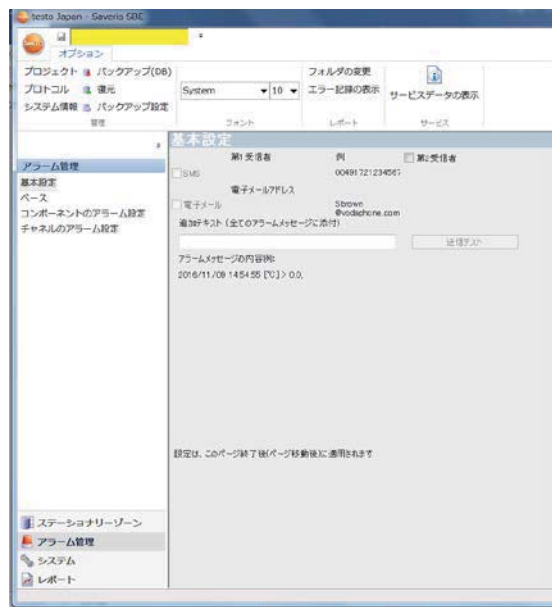 testo Japan - Saveris SBE
オプション
プロジェクト バックアップ(DB) フォルダの変更
プロトコル 復元 System 10 エラー記録の表示 サービスデータの表示
システム情報 バックアップ設定
管理 フォント レポート サービス
基本設定
アラーム管理
基本設定
ベース
コンポーネントのアラーム設定
チャネルのアラーム設定
第1受信者 例 第2受信者
SMS 00491721234567
電子メールアドレス
電子メール Sbrown
@vodaphone.com
追加テキスト (全てのアラームメッセージに添付)
送信テスト
アラームメッセージの内容例:
2016/11/09 14:54:55 [℃] > 0.0,
設定は、このページ終了後(ページ移動後)に適用されます
ステーショナリーゾーン
アラーム管理
システム
レポート